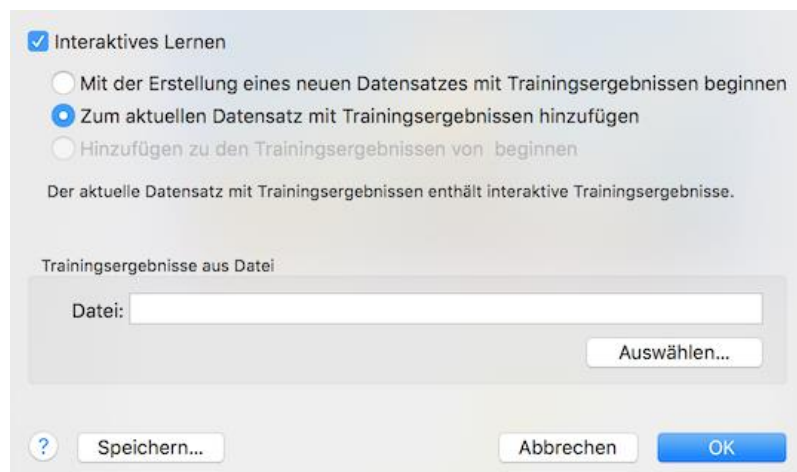 Interaktives Lernen
Mit der Erstellung eines neuen Datensatzes mit Trainingsergebnissen beginnen
Zum aktuellen Datensatz mit Trainingsergebnissen hinzufügen
Hinzufügen zu den Trainingsergebnissen von  beginnen
Der aktuelle Datensatz mit Trainingsergebnissen enthält interaktive Trainingsergebnisse.
Trainingsergebnisse aus Datei
Datei:
Auswählen...
? Speichern... Abbrechen OK